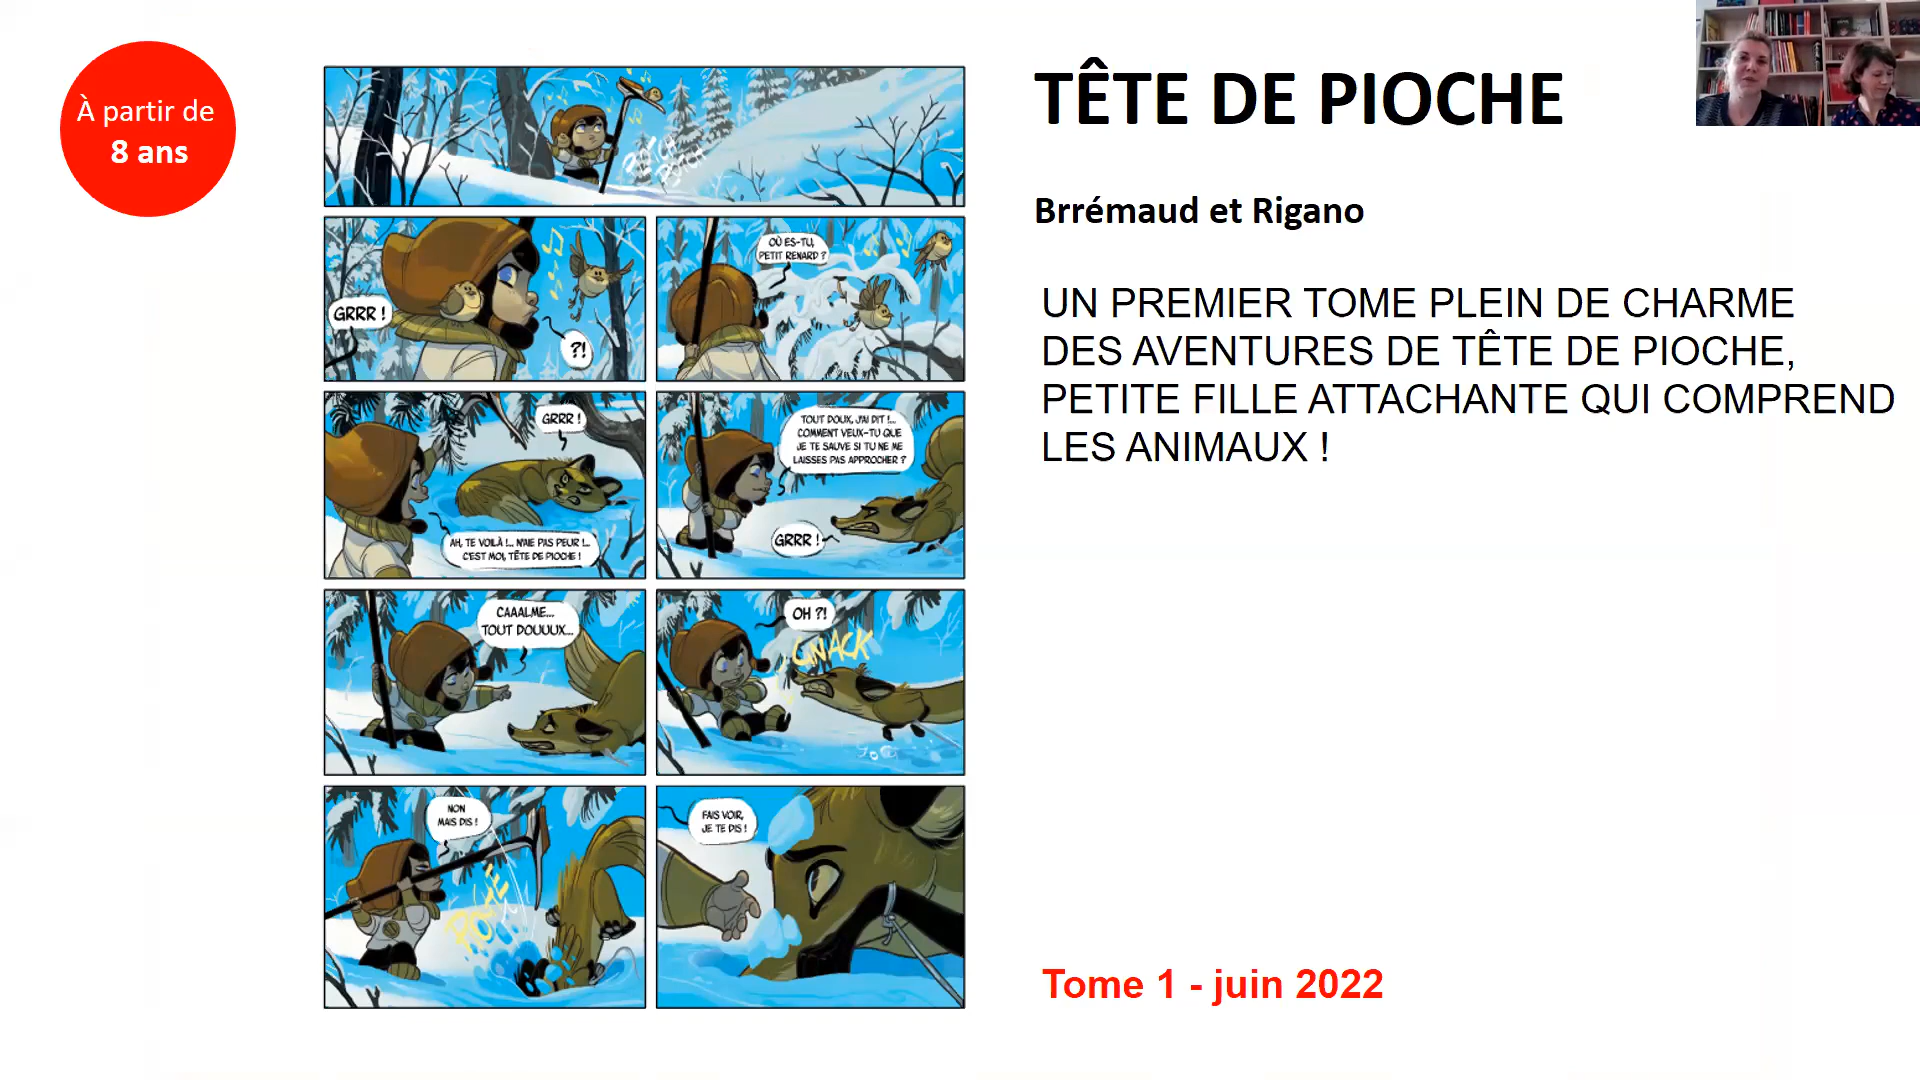 À partir de
8 ans
POTCH
POTCH
GRRR !
?!
OÙ ES-TU,
PETIT RENARD ?
GRRR !
AH, TE VOILÀ !... N'AIE PAS PEUR !...
C'EST MOI, TÊTE DE PIOCHE !
TOUT DOUX, J'AI DIT !...
COMMENT VEUX-TU QUE
JE TE SAUVE SI TU NE ME
LAISSES PAS APPROCHER ?
GRRR !
CAAALME...
TOUT DOUUUX...
OH ?!
GNACK
NON
MAIS DIS !
FAIS VOIR,
JE TE DIS !
TÊTE DE PIOCHE
Brrémaud et Rigano
UN PREMIER TOME PLEIN DE CHARME
DES AVENTURES DE TÊTE DE PIOCHE,
PETITE FILLE ATTACHANTE QUI COMPREND
LES ANIMAUX !
Tome 1 - juin 2022